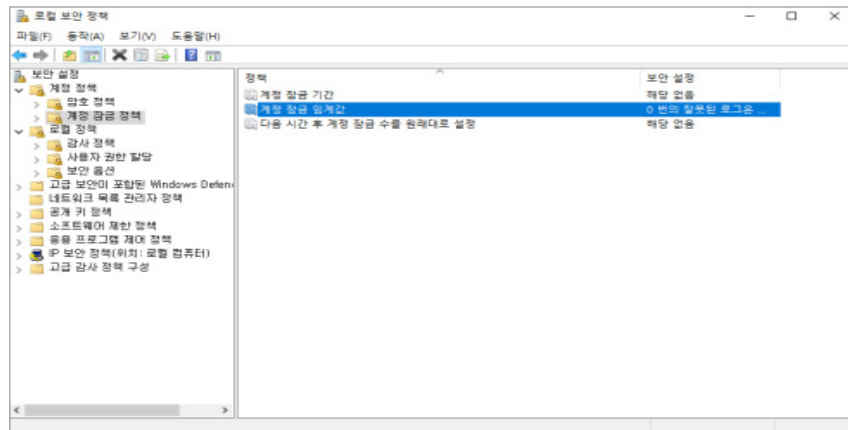 로컬 보안 정책
파일(F) 동작(A) 보기(V) 도움말(H)
보안 설정
계정 정책
암호 정책
계정 잠금 정책
로컬 정책
감사 정책
사용자 권한 할당
보안 옵션
고급 보안이 포함된 Windows Defen
네트워크 목록 관리자 정책
공개 키 정책
소프트웨어 제한 정책
응용 프로그램 제어 정책
IP 보안 정책(위치: 로컬 컴퓨터)
고급 감사 정책 구성
정책 보안 설정
계정 잠금 기간 해당 없음
계정 잠금 임계값 0 번의 잘못된 로그온 ...
다음 시간 후 계정 잠금 수를 원래대로 설정 해당 없음